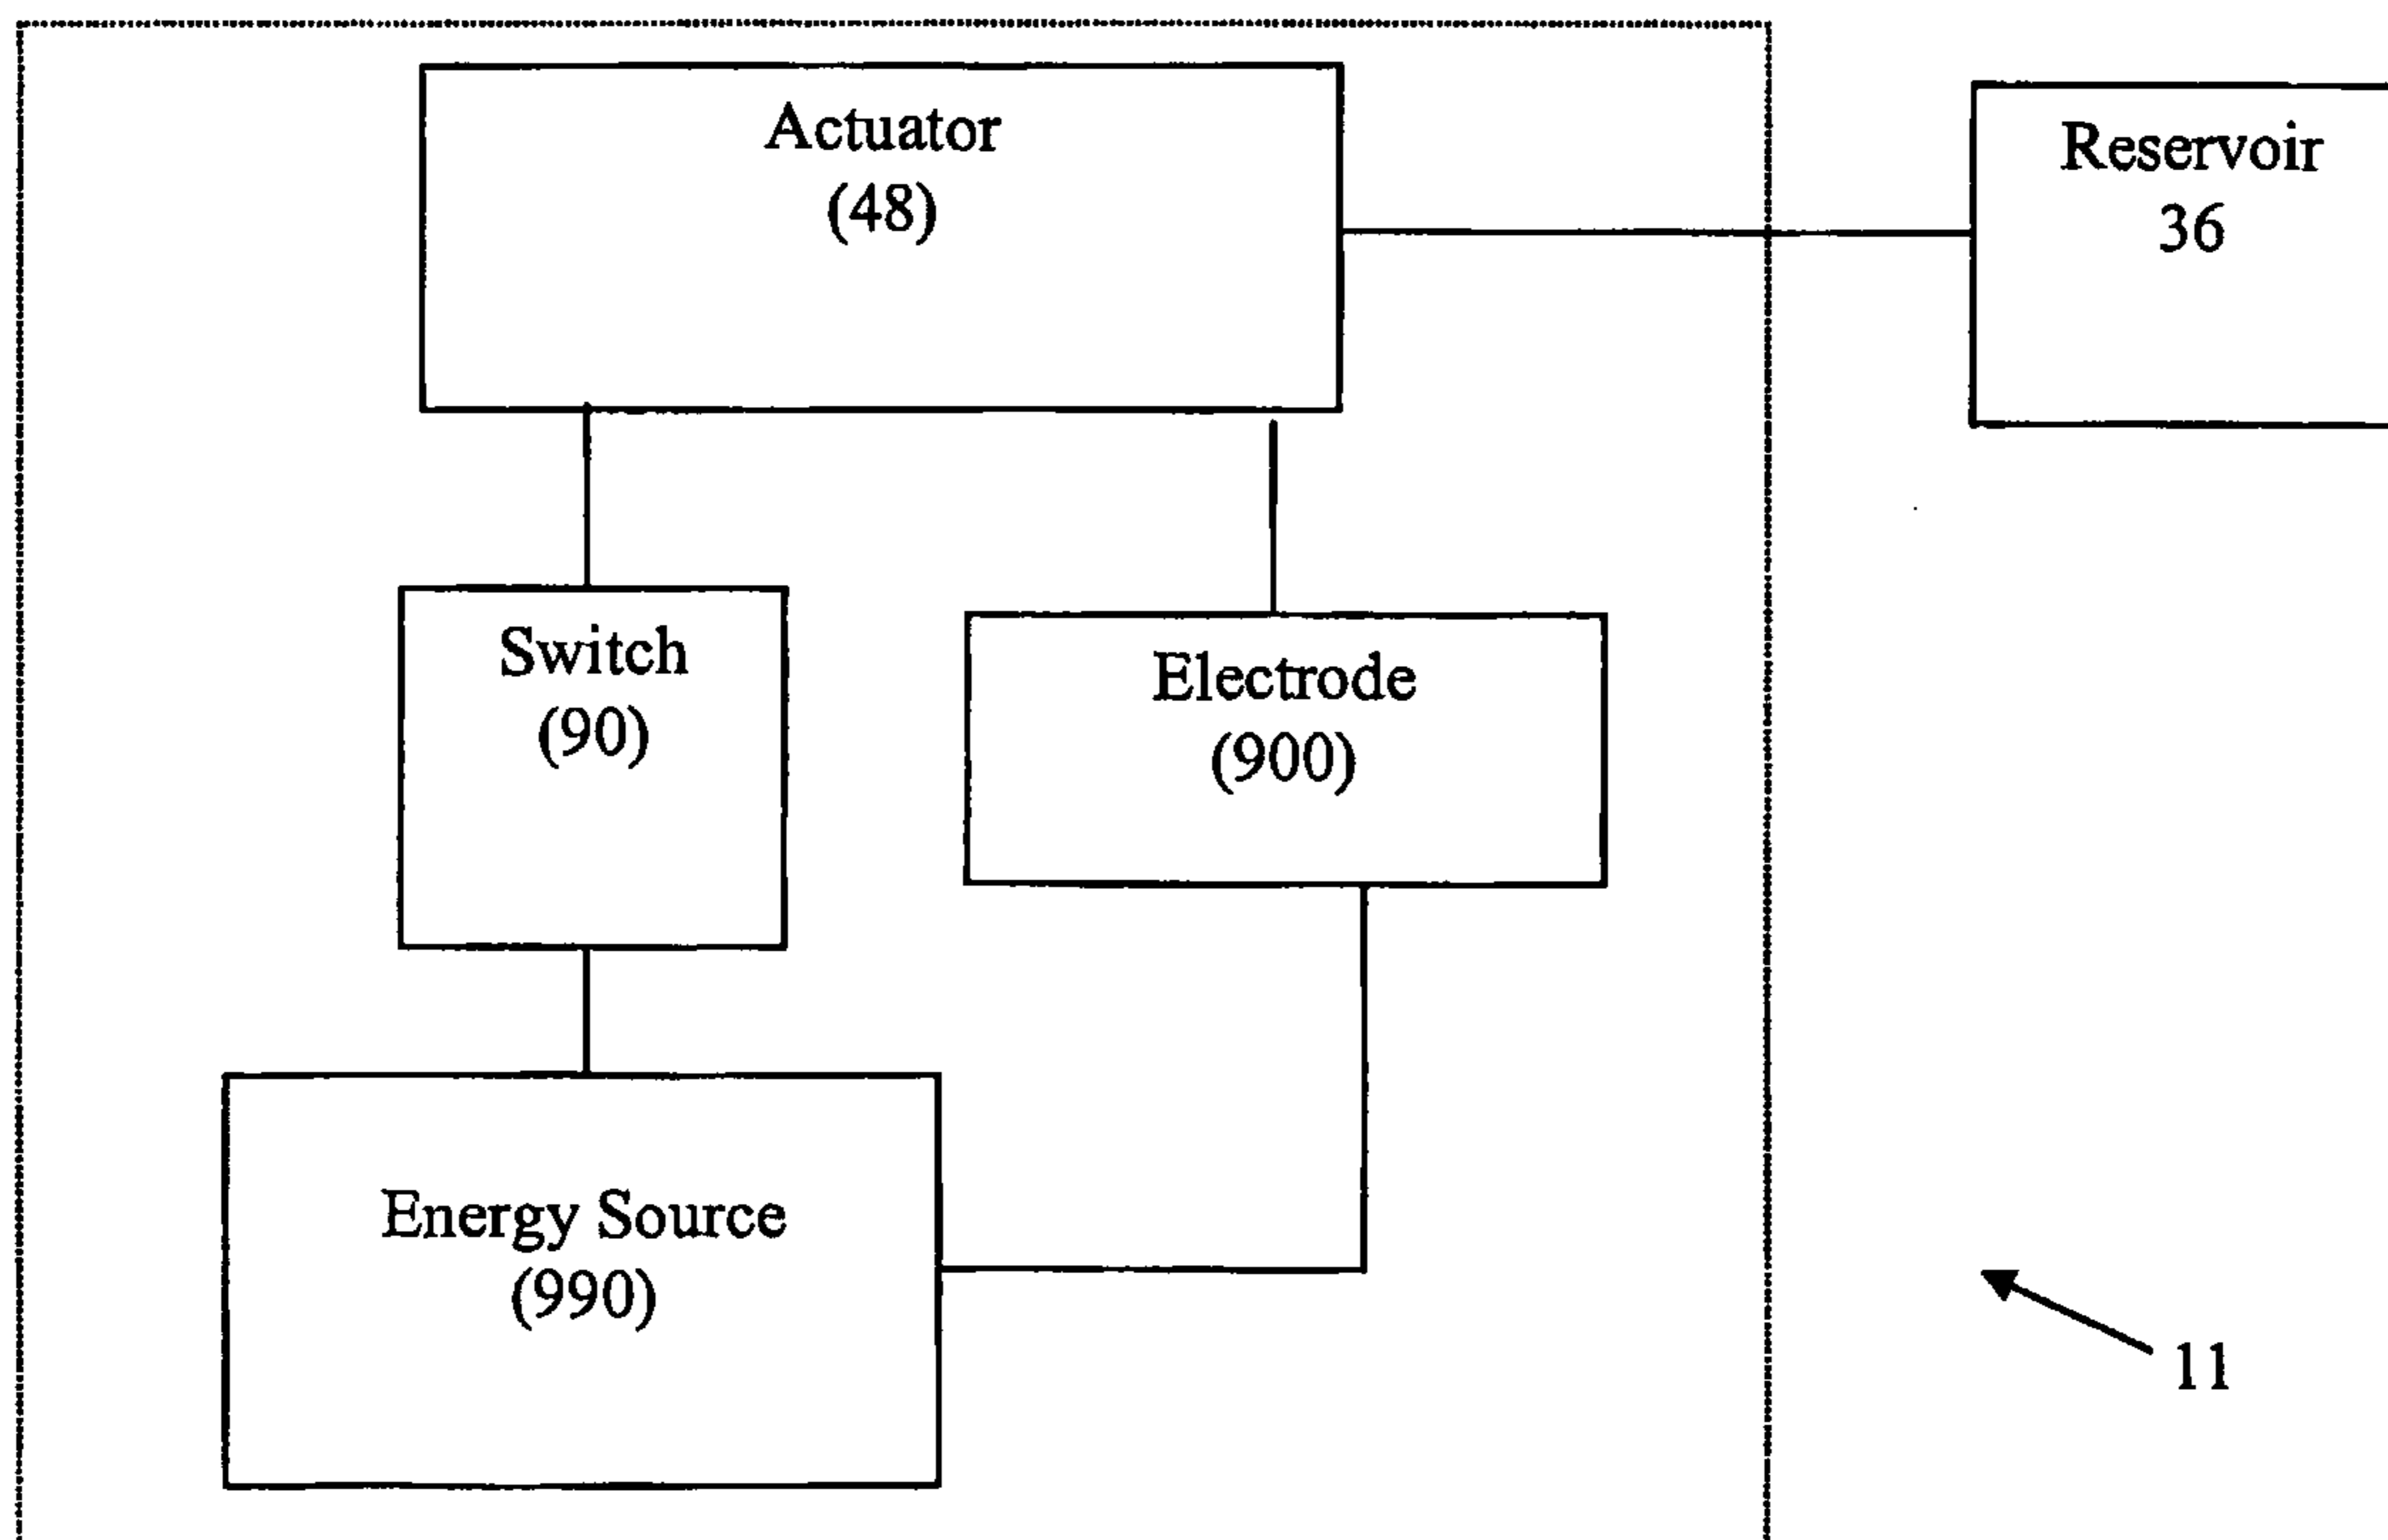 Actuator
(48)
Reservoir
36
Switch
(90)
Electrode
(900)
Energy Source
(990)
11